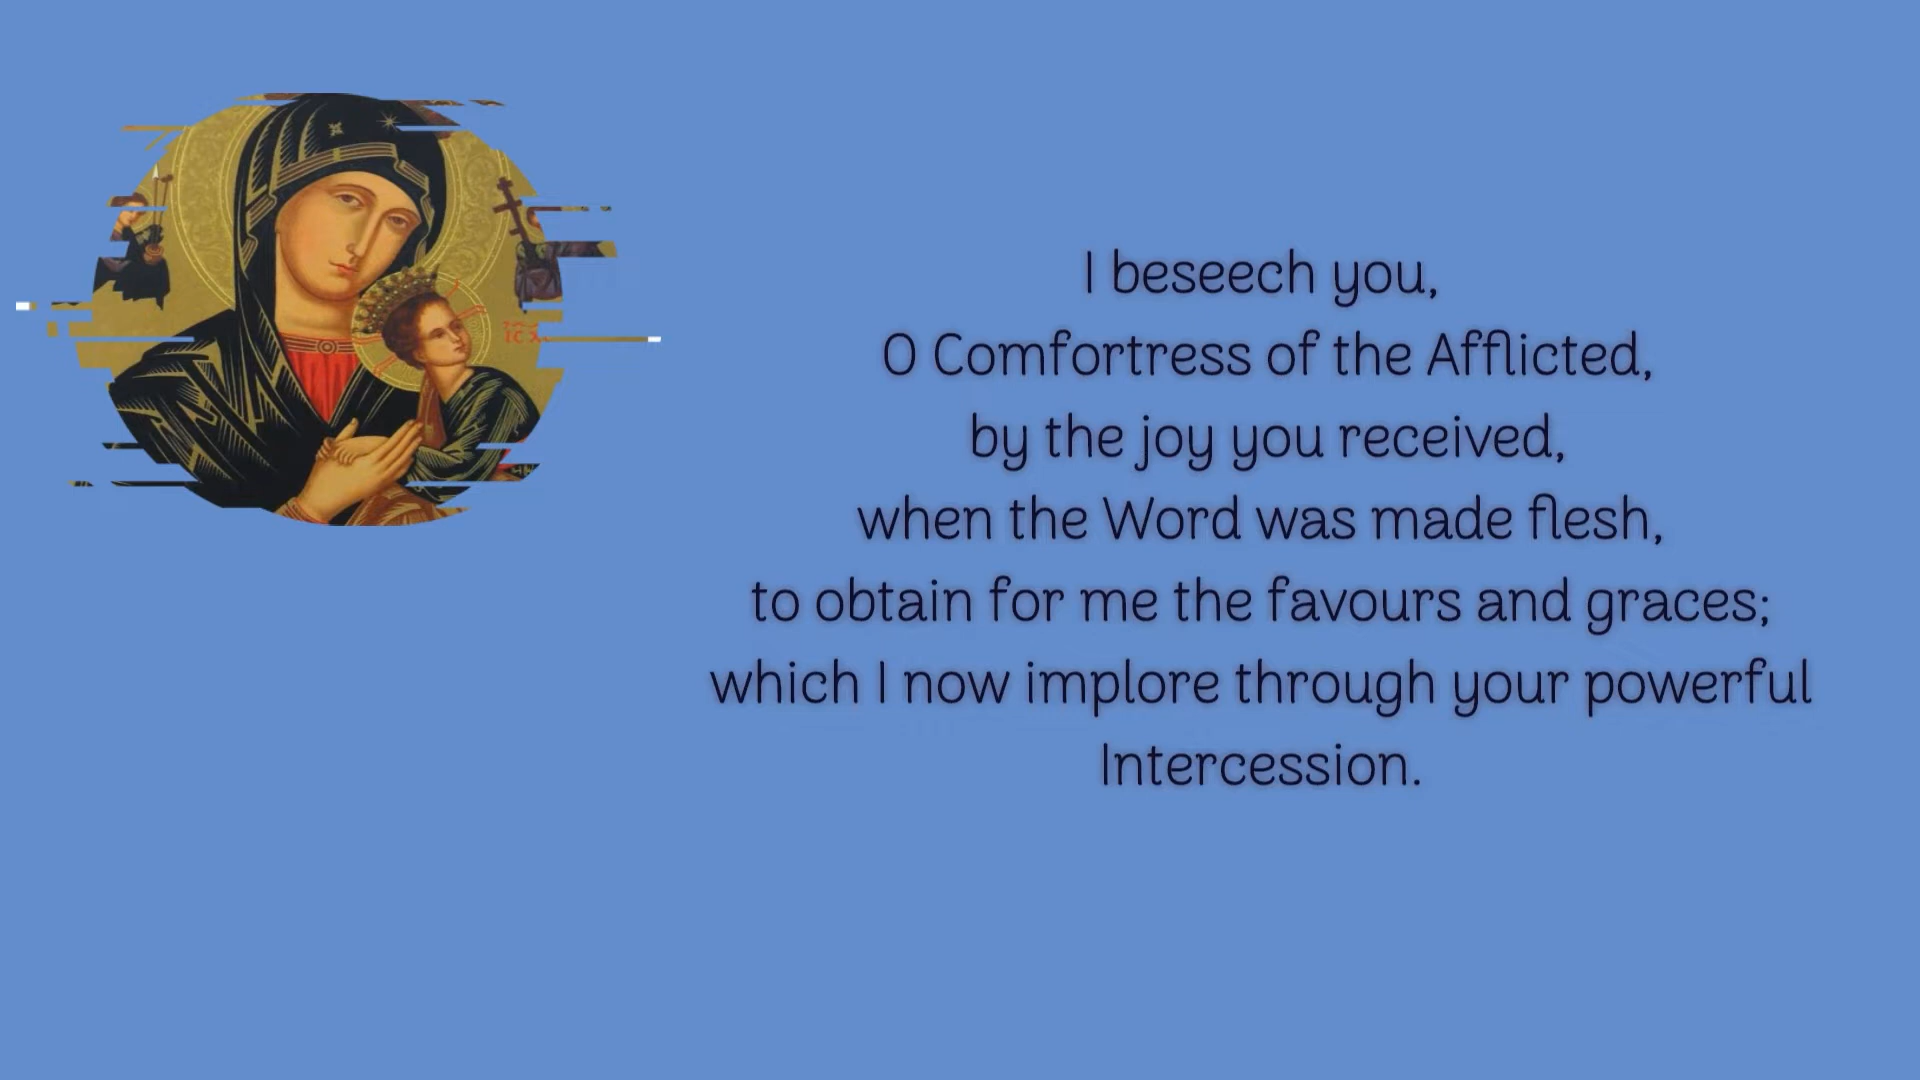 I beseech you,
O Comfortress of the Afflicted,
by the joy you received,
when the Word was made flesh,
to obtain for me the favours and graces;
which I now implore through your powerful
Intercession.